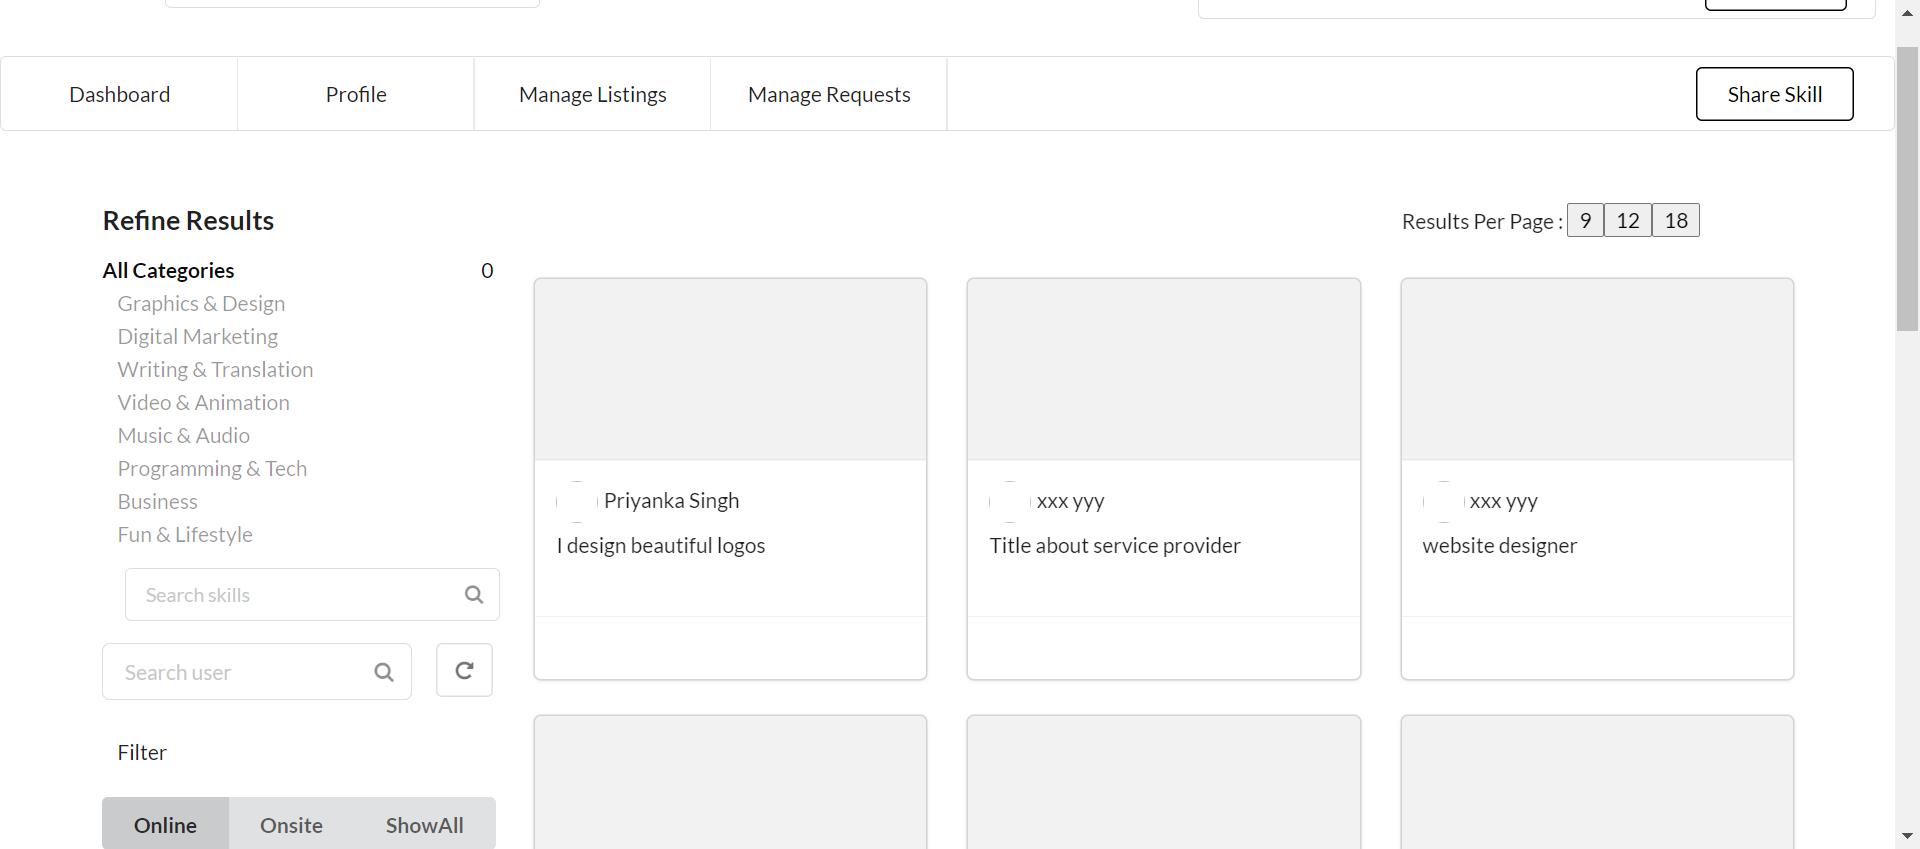 Dashboard Profile Manage Listings Manage Requests Share Skill
Refine Results
Results Per Page : 9 12 18
All Categories 0
Graphics & Design
Digital Marketing
Writing & Translation
Video & Animation
Music & Audio
Programming & Tech
Business
Fun & Lifestyle
Search skills
Search user
Filter
Online Onsite ShowAll
Priyanka Singh
I design beautiful logos
xxx yyy
Title about service provider
xxx yyy
website designer